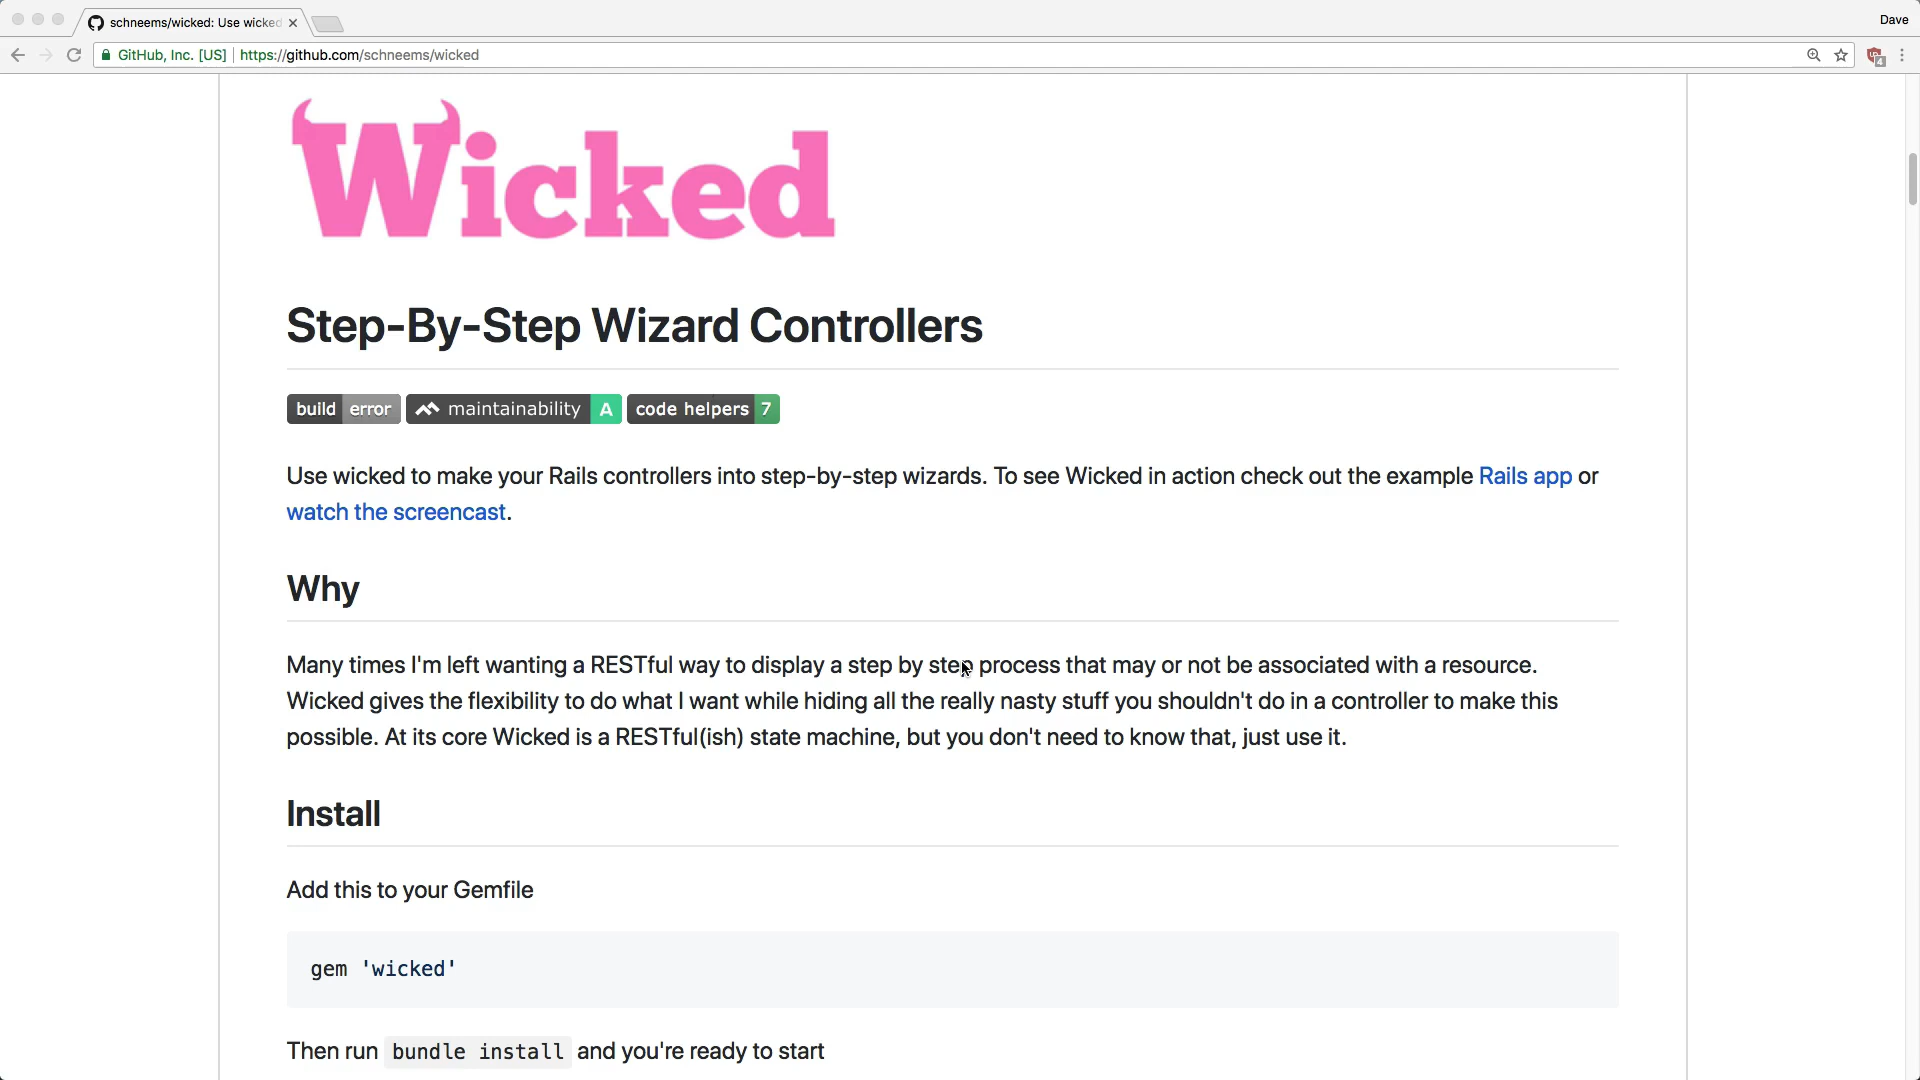 schneems/wicked: Use wicked
Dave
GitHub, Inc. [US] https://github.com/schneems/wicked
4
Wicked
Step-By-Step Wizard Controllers
build error maintainability A code helpers 7
Use wicked to make your Rails controllers into step-by-step wizards. To see Wicked in action check out the example Rails app or
watch the screencast.
Why
Many times I'm left wanting a RESTful way to display a step by step process that may or not be associated with a resource.
Wicked gives the flexibility to do what I want while hiding all the really nasty stuff you shouldn't do in a controller to make this
possible. At its core Wicked is a RESTful(ish) state machine, but you don't need to know that, just use it.
Install
Add this to your Gemfile
gem 'wicked'
Then run bundle install and you're ready to start